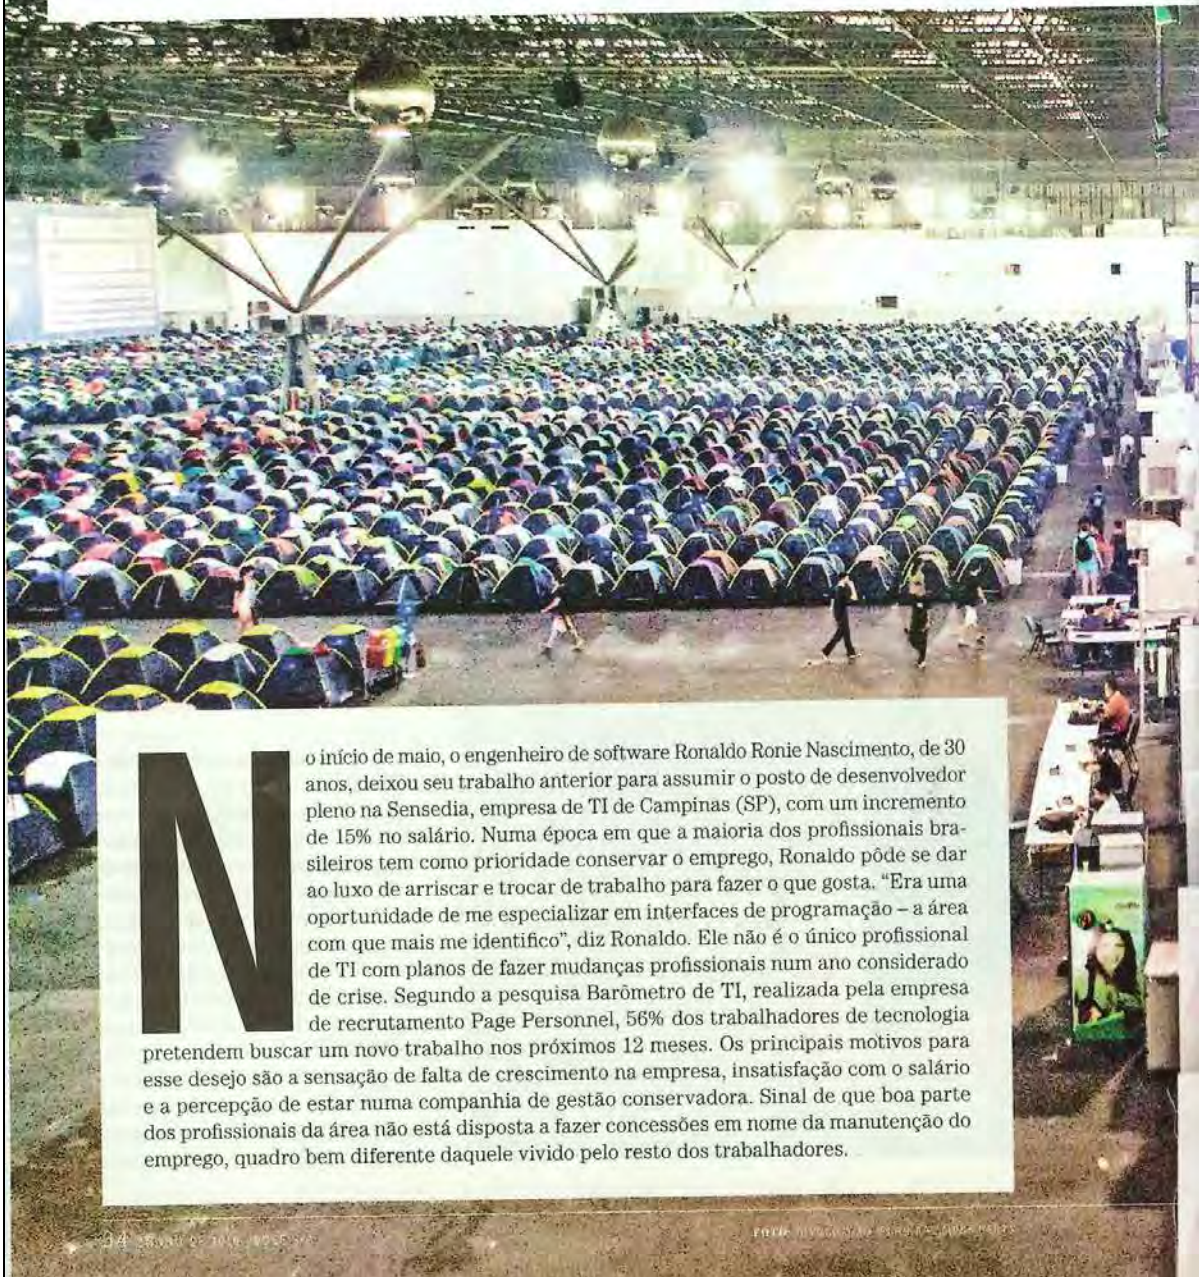 No início de maio, o engenheiro de software Ronaldo Ronie Nascimento, de 30
anos, deixou seu trabalho anterior para assumir o posto de desenvolvedor
pleno na Sensedia, empresa de TI de Campinas (SP), com um incremento
de 15% no salário. Numa época em que a maioria dos profissionais bra-
sileiros tem como prioridade conservar o emprego, Ronaldo pôde se dar
ao luxo de arriscar e trocar de trabalho para fazer o que gosta. “Era uma
oportunidade de me especializar em interfaces de programação – a área
com que mais me identifico”, diz Ronaldo. Ele não é o único profissional
de TI com planos de fazer mudanças profissionais num ano considerado
de crise. Segundo a pesquisa Barômetro de TI, realizada pela empresa
de recrutamento Page Personnel, 56% dos trabalhadores de tecnologia
pretendem buscar um novo trabalho nos próximos 12 meses. Os principais motivos para
esse desejo são a sensação de falta de crescimento na empresa, insatisfação com o salário
e a percepção de estar numa companhia de gestão conservadora. Sinal de que boa parte
dos profissionais da área não está disposta a fazer concessões em nome da manutenção do
emprego, quadro bem diferente daquele vivido pelo resto dos trabalhadores.
FOTO